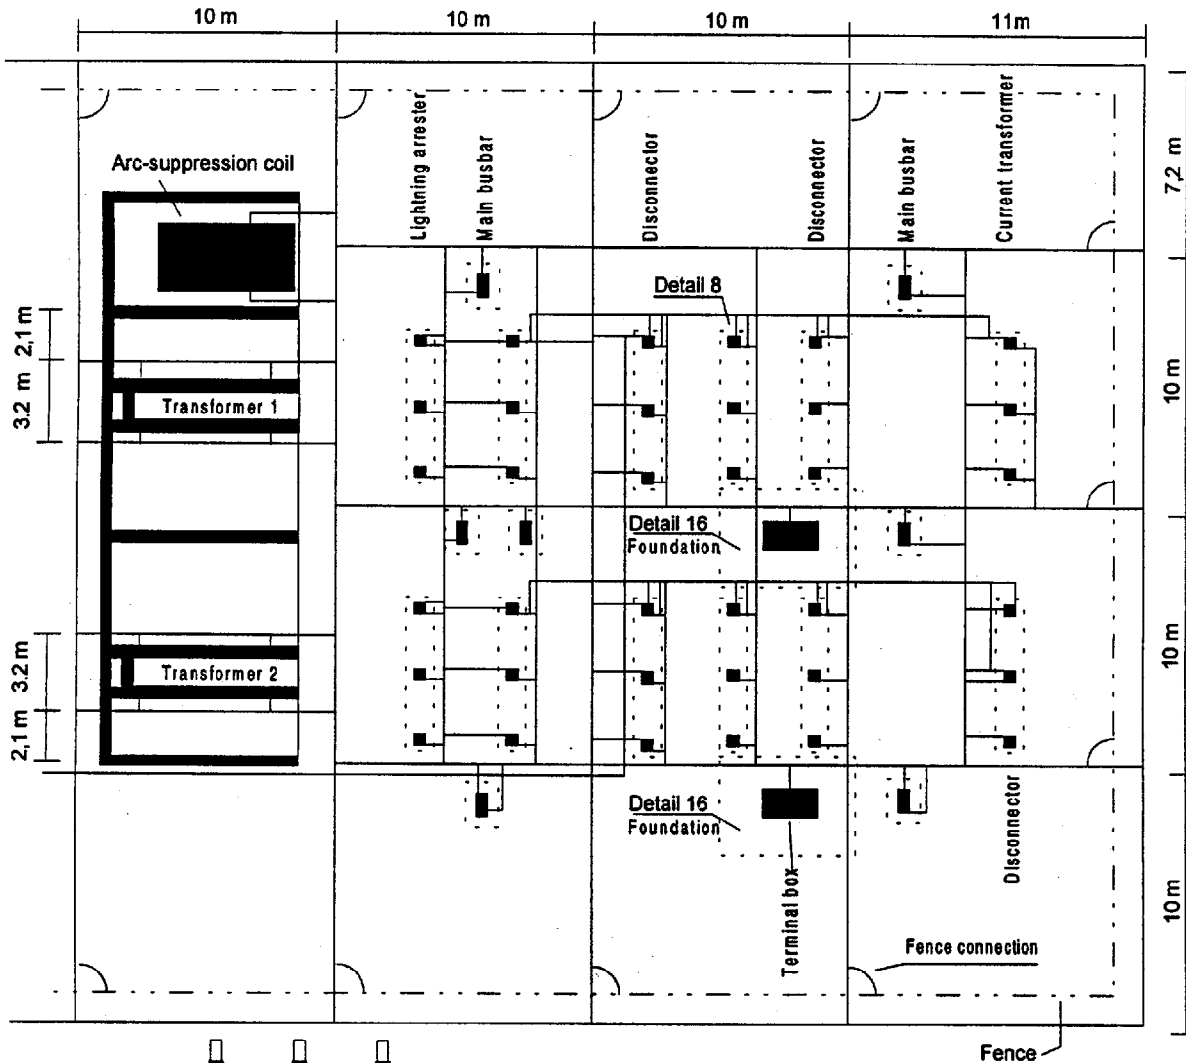 10 m
10 m
10 m
11m
7,2 m
Lightning arrester
Main busbar
Disconnector
Disconnector
Main busbar
Current transformer
Arc-suppression coil
Detail 8
2,1 m
3.2 m
10 m
Transformer 1
Detail 16
Foundation
3.2 m
2,1 m
10 m
Transformer 2
Detail 16
Foundation
Terminal box
Disconnector
10 m
Fence connection
Fence